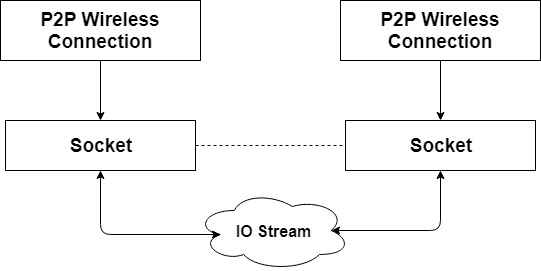 P2P Wireless
Connection
P2P Wireless
Connection
Socket
Socket
IO Stream